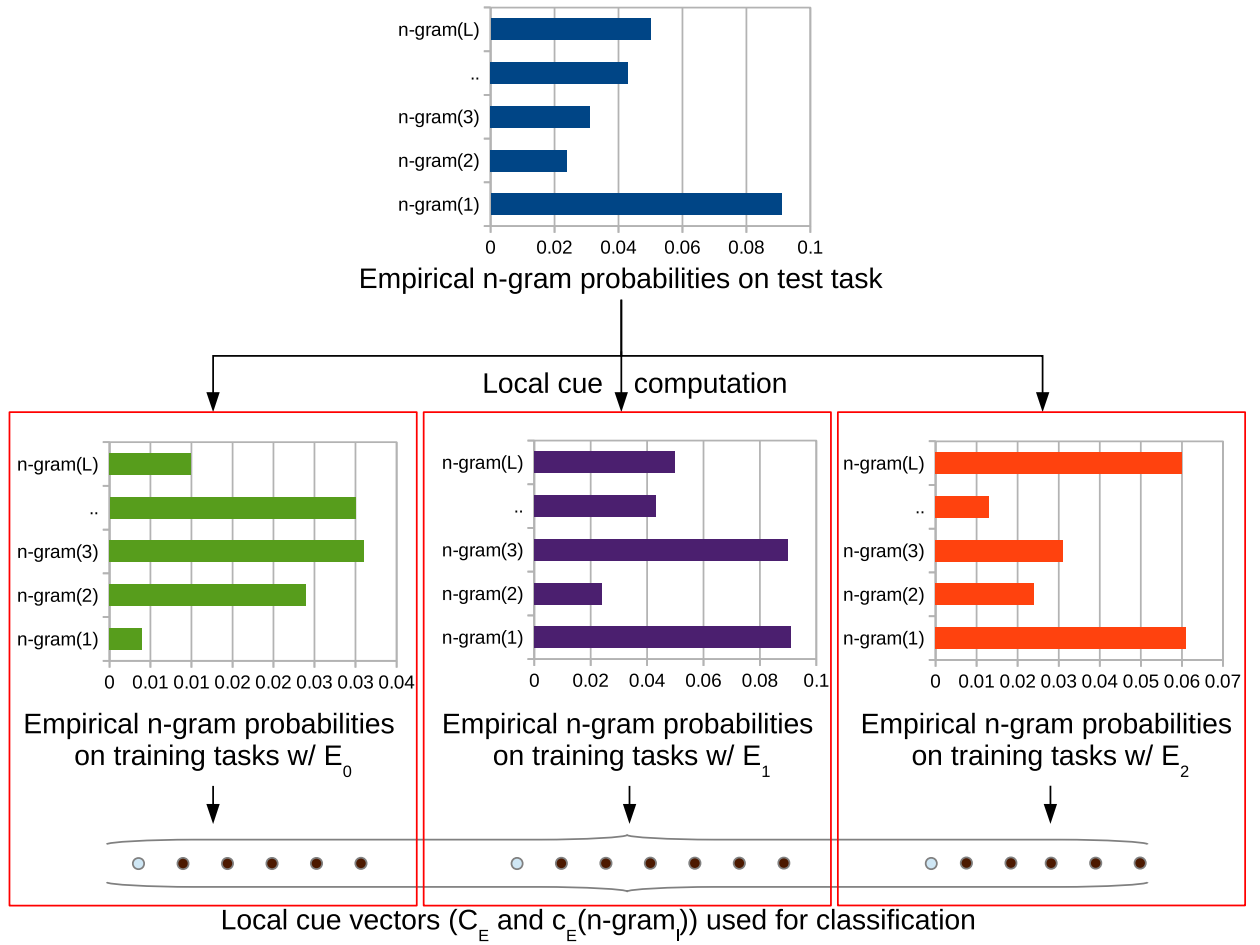 n-gram(L)
..
n-gram(3)
n-gram(2)
n-gram(1)
0 0.02 0.04 0.06 0.08 0.1
Empirical n-gram probabilities on test task
Local cue computation
n-gram(L)
..
n-gram(3)
n-gram(2)
n-gram(1)
0 0.01 0.01 0.02 0.02 0.03 0.03 0.04
Empirical n-gram probabilities
on training tasks w/ E0
n-gram(L)
..
n-gram(3)
n-gram(2)
n-gram(1)
0 0.02 0.04 0.06 0.08 0.1
Empirical n-gram probabilities
on training tasks w/ E1
n-gram(L)
..
n-gram(3)
n-gram(2)
n-gram(1)
0 0.01 0.02 0.03 0.04 0.05 0.06 0.07
Empirical n-gram probabilities
on training tasks w/ E2
Local cue vectors (CE and cE(n-graml)) used for classification